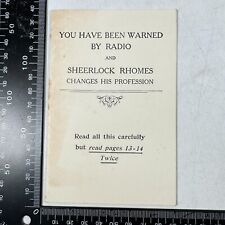 YOU HAVE BEEN WARNED
BY RADIO
AND
SHEERLOCK RHOMES
CHANGES HIS PROFESSION
Read all this carefully
but read pages 13-14
Twice